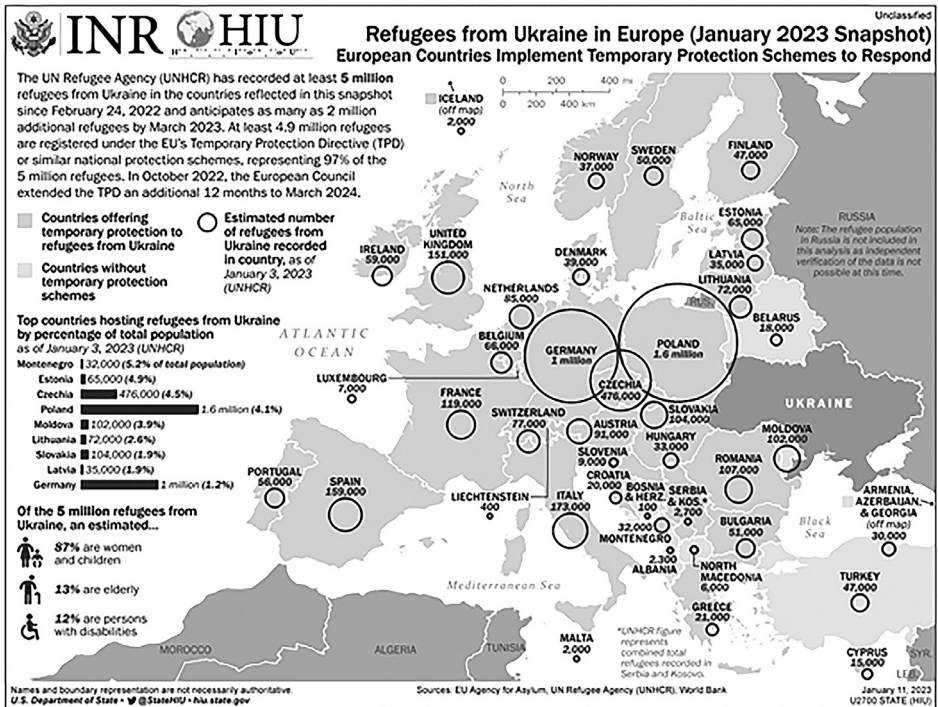 Unclassified
INR HIU
Refugees from Ukraine in Europe (January 2023 Snapshot)
European Countries Implement Temporary Protection Schemes to Respond
The UN Refugee Agency (UNHCR) has recorded at least 5 million
refugees from Ukraine in the countries reflected in this snapshot
since February 24, 2022 and anticipates as many as 2 million
additional refugees by March 2023. At least 4.9 million refugees
are registered under the EU's Temporary Protection Directive (TPD)
or similar national protection schemes, representing 97% of the
5 million refugees. In October 2022, the European Council
extended the TPD an additional 12 months to March 2024.
Countries offering
temporary protection to
refugees from Ukraine
Countries without
temporary protection
schemes
Estimated number
of refugees from
Ukraine recorded
in country, as of
January 3, 2023
(UNHCR)
Top countries hosting refugees from Ukraine
by percentage of total population
as of January 3, 2023 (UNHCR)
Montenegro 32,000 (5.2% of total population)
Estonia 65,000 (4.9%)
Czechia 476,000 (4.5%)
Poland 1.6 million (4.1%)
Moldova 102,000 (3.9%)
Lithuania 72,000 (2.6%)
Slovakia 104,000 (1.9%)
Latvia 35,000 (1.9%)
Germany 1 million (1.2%)
Of the 5 million refugees from
Ukraine, an estimated...
87% are women
and children
13% are elderly
12% are persons
with disabilities
0 200 400 mi
0 200 400 km
ICELAND
(off map)
2,000
NORWAY
37,000
SWEDEN
50,000
FINLAND
47,000
North
Sea
Baltic
Sea
ESTONIA
65,000
LATVIA
35,000
LITHUANIA
72,000
RUS.
RUSSIA
Note: The refugee population
in Russia is not included in
this analysis as independent
verification of the data is not
possible at this time.
IRELAND
59,000
UNITED
KINGDOM
151,000
DENMARK
39,000
NETHERLANDS
85,000
BELGIUM
66,000
BELARUS
18,000
GERMANY
1 million
POLAND
1.6 million
CZECHIA
476,000
ATLANTIC
OCEAN
LUXEMBOURG
7,000
FRANCE
119,000
SWITZERLAND
77,000
AUSTRIA
91,000
SLOVAKIA
104,000
UKRAINE
HUNGARY
33,000
MOLDOVA
102,000
SLOVENIA
9,000
CROATIA
20,000
ROMANIA
107,000
PORTUGAL
56,000
SPAIN
159,000
LIECHTENSTEIN
400
ITALY
173,000
BOSNIA
& HERZ.
100
SERBIA
& KOS.*
2,700
32,000
MONTENEGRO
BULGARIA
51,000
Black
Sea
ARMENIA,
AZERBAIJAN,
& GEORGIA
(off map)
30,000
2,300
ALBANIA
NORTH
MACEDONIA
6,000
Mediterranean Sea
GREECE
21,000
TURKEY
47,000
MALTA
2,000
*UNHCR figure
represents
combined total
refugees recorded in
Serbia and Kosovo.
CYPRUS
15,000
SYR.
LEB.
MOROCCO
ALGERIA
TUNISIA
Names and boundary representation are not necessarily authoritative.
Sources: EU Agency for Asylum, UN Refugee Agency (UNHCR), World Bank
January 11, 2023
U.S. Department of State • @StateHIU • hiu.state.gov
U2700 STATE (HIU)